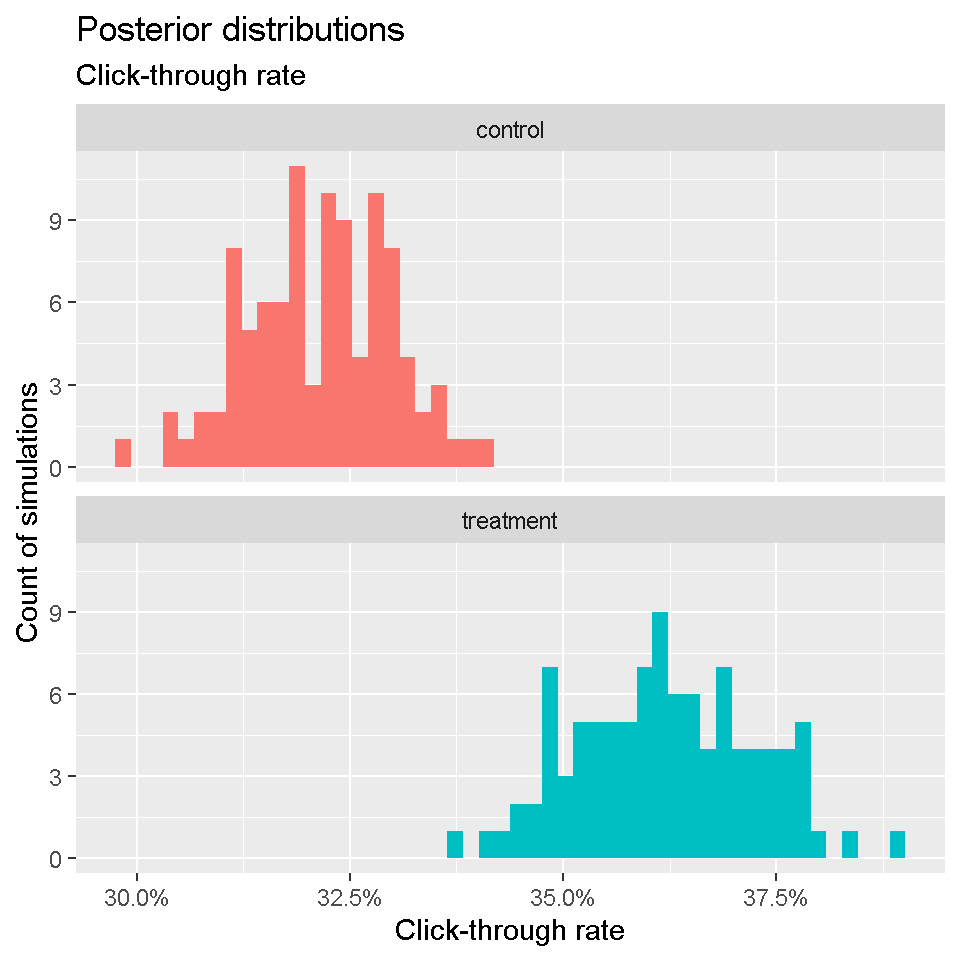 Posterior distributions
Click-through rate
control
9
6
3
0
Count of simulations
treatment
9
6
3
0
30.0% 32.5% 35.0% 37.5%
Click-through rate